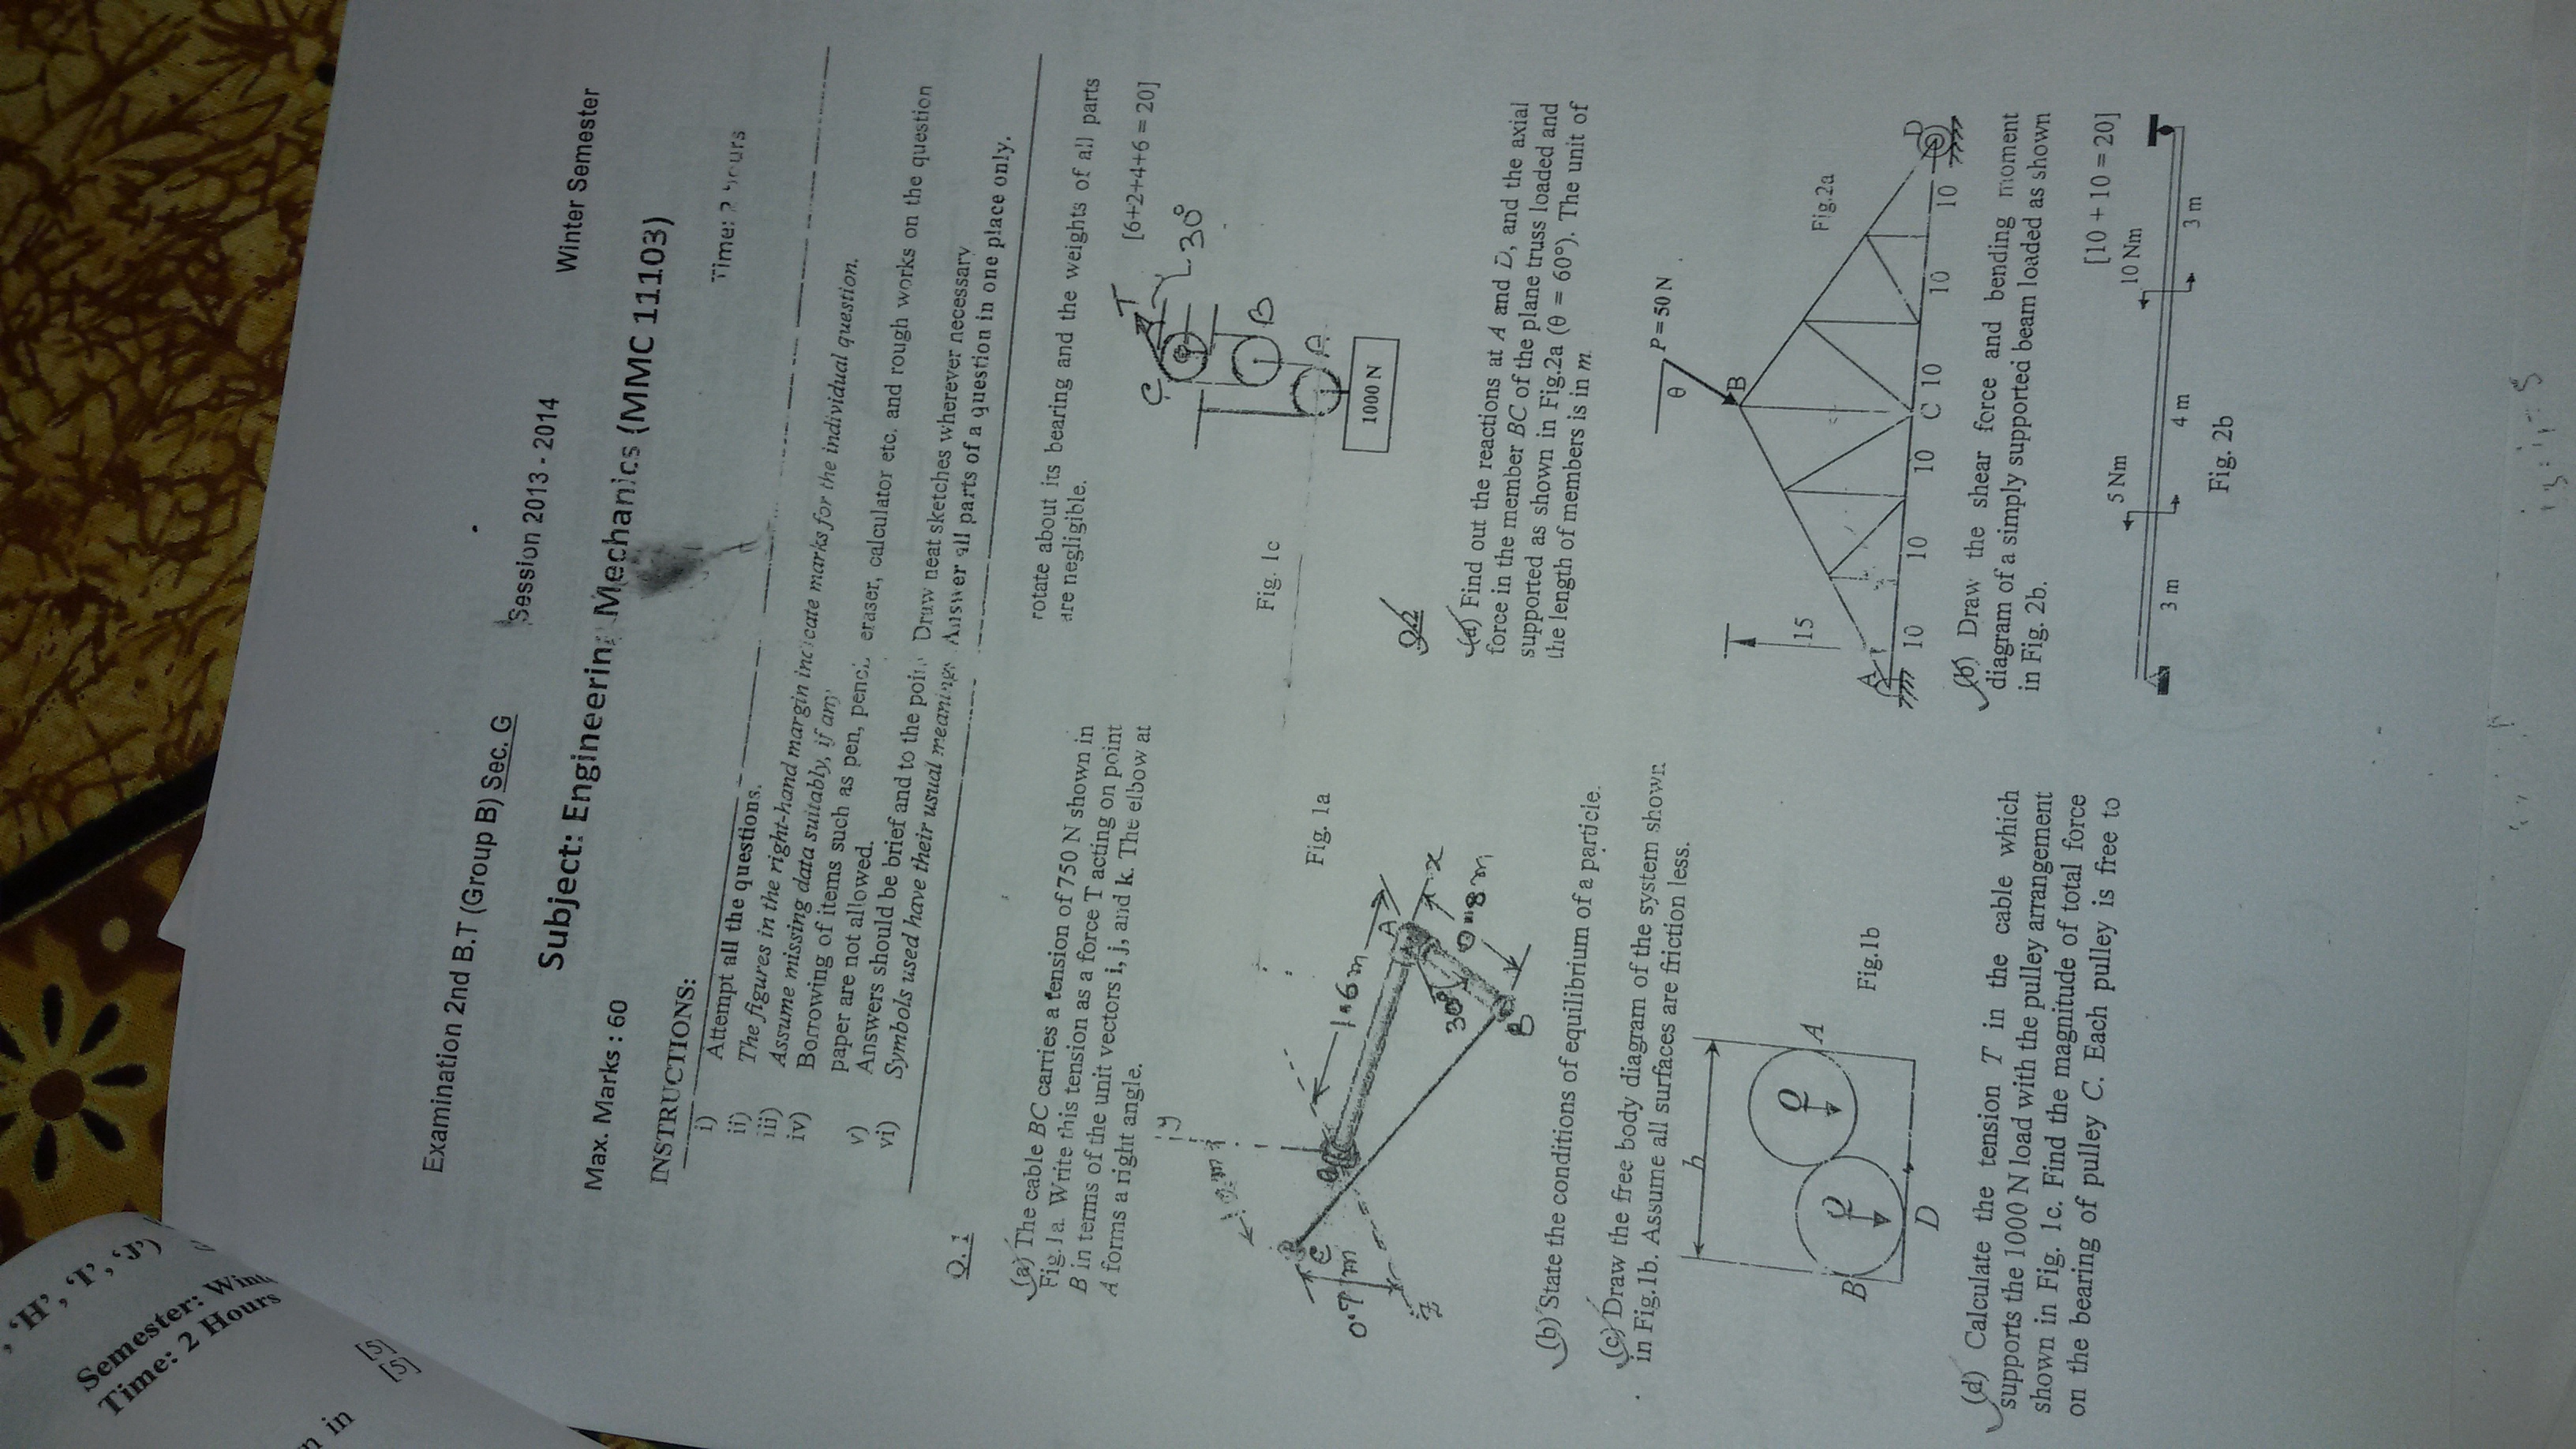 , 'H', 'I', 'J')
Semester:
Time: 2 Hours
in
[5]
[5]
Examination 2nd B.T (Group B) Sec. G Session 2013 - 2014 Winter Semester
Subject: Engineerin Mechanics (MMC 11103)
Max. Marks : 60
Time: 2 hours
INSTRUCTIONS:
i) Attempt all the questions.
ii) The figures in the right-hand margin indicate marks for the individual question.
iii) Assume missing data suitably, if any
iv) Borrowing of items such as pen, pencil, eraser, calculator etc. and rough works on the question
paper are not allowed.
v) Answers should be brief and to the point. Draw neat sketches wherever necessary
vi) Symbols used have their usual meanings. Answer all parts of a question in one place only.
Q. 1
(a) The cable BC carries a tension of 750 N shown in
Fig.1a. Write this tension as a force T acting on point
B in terms of the unit vectors i, j, and k. The elbow at
A forms a right angle.
y
C
0.7 m
z
O
1.6 m
A
x
30°
0.8 m
B
Fig. 1a
(b) State the conditions of equilibrium of a particle.
(c) Draw the free body diagram of the system shown
in Fig.1b. Assume all surfaces are friction less.
b
Q
A
Q
B
D
Fig.1b
(d) Calculate the tension T in the cable which
supports the 1000 N load with the pulley arrangement
shown in Fig. 1c. Find the magnitude of total force
on the bearing of pulley C. Each pulley is free to
rotate about its bearing and the weights of all parts
are negligible.
[6+2+4+6 = 20]
T
C
30°
B
Fig. 1c
A
1000 N
Q.2
(a) Find out the reactions at A and D, and the axial
force in the member BC of the plane truss loaded and
supported as shown in Fig.2a (θ = 60°). The unit of
the length of members is in m
P = 50 N
θ
B
15
Fig.2a
A
D
10 10 10 C 10 10 10
(b) Draw the shear force and bending moment
diagram of a simply supported beam loaded as shown
in Fig. 2b.
[10 + 10 = 20]
5 Nm
10 Nm
3 m 4 m 3 m
Fig. 2b